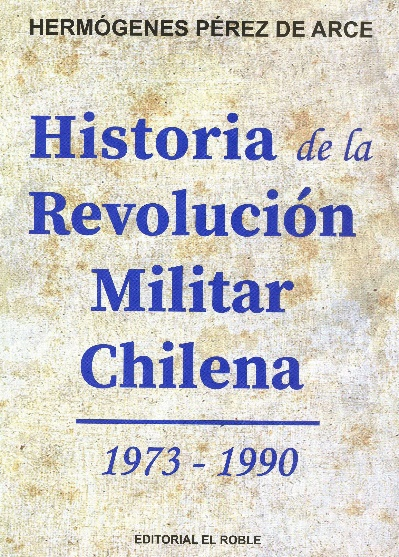 HERMÓGENES PÉREZ DE ARCE
Historia de la
Revolución
Militar
Chilena
1973 - 1990
EDITORIAL EL ROBLE